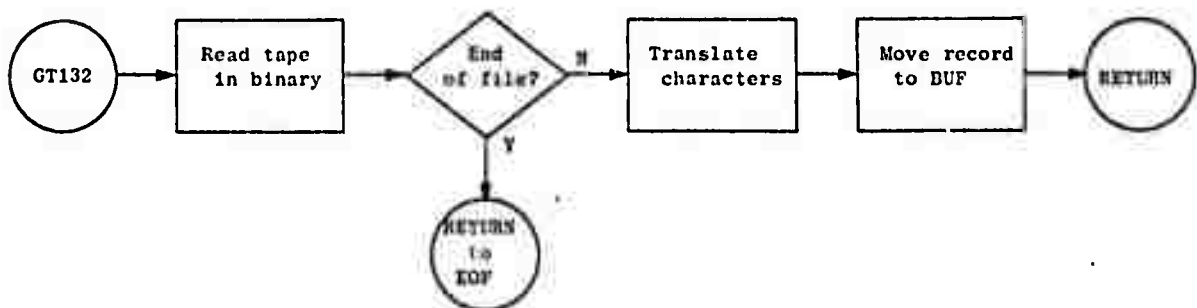 GT132
Read tape
in binary
End
of file?
N
Translate
characters
Move record
to BUF
RETURN
Y
RETURN
to
EOF